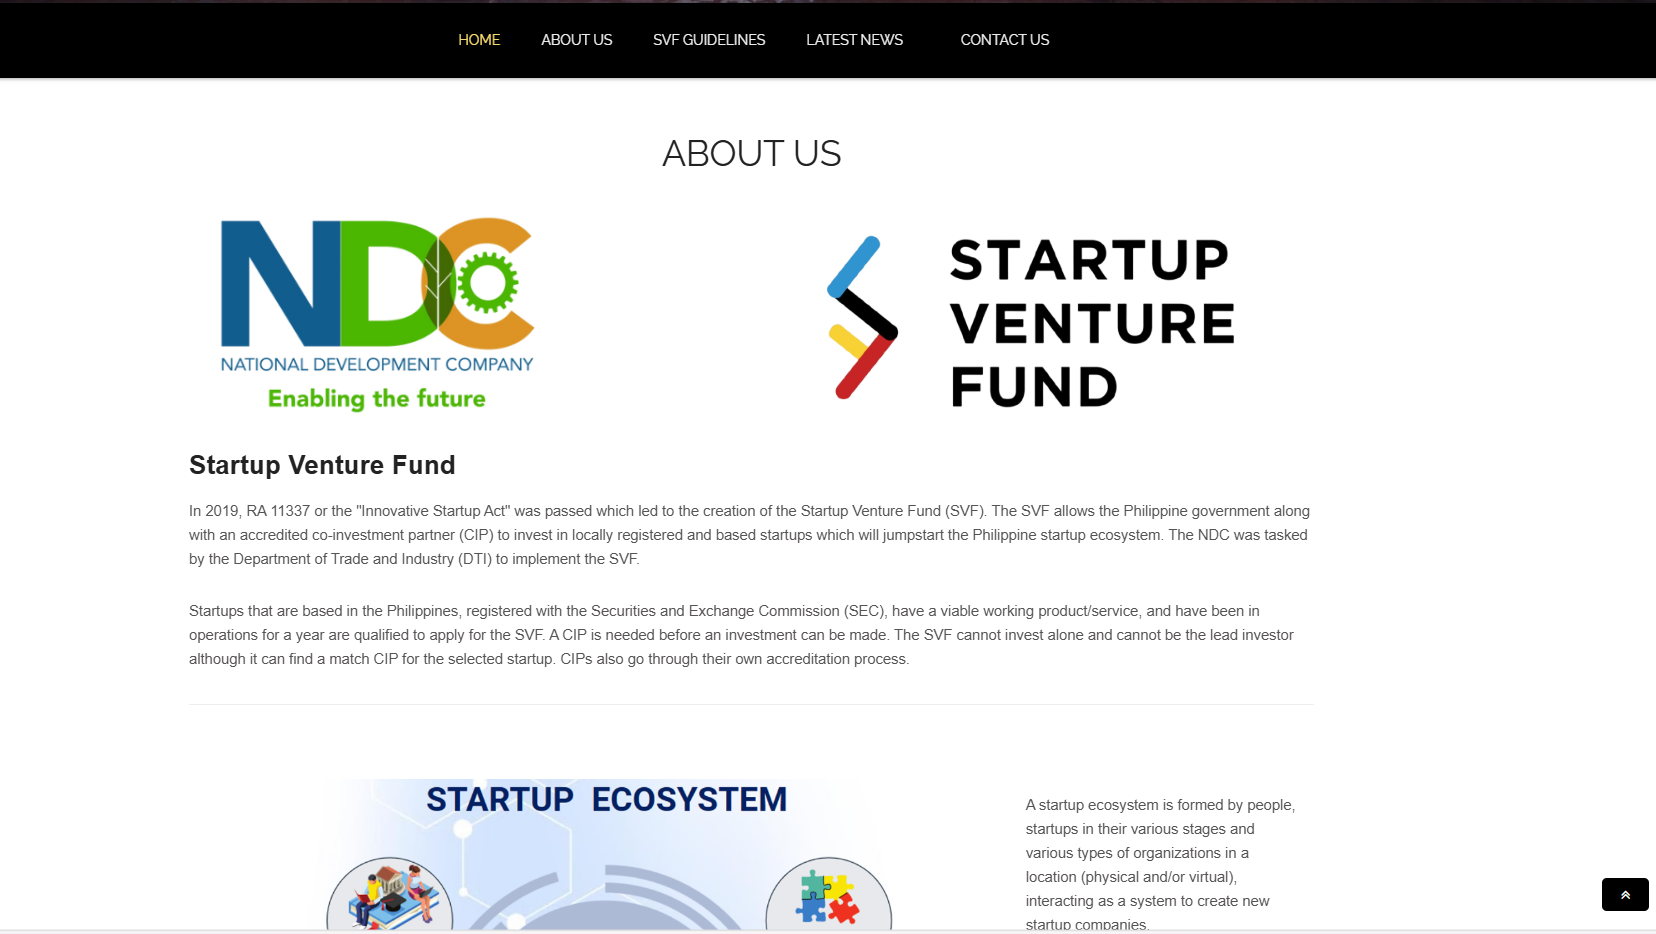 HOME ABOUT US SVF GUIDELINES LATEST NEWS CONTACT US
ABOUT US
NDC
NATIONAL DEVELOPMENT COMPANY
Enabling the future
STARTUP
VENTURE
FUND
Startup Venture Fund
In 2019, RA 11337 or the "Innovative Startup Act" was passed which led to the creation of the Startup Venture Fund (SVF). The SVF allows the Philippine government along
with an accredited co-investment partner (CIP) to invest in locally registered and based startups which will jumpstart the Philippine startup ecosystem. The NDC was tasked
by the Department of Trade and Industry (DTI) to implement the SVF.
Startups that are based in the Philippines, registered with the Securities and Exchange Commission (SEC), have a viable working product/service, and have been in
operations for a year are qualified to apply for the SVF. A CIP is needed before an investment can be made. The SVF cannot invest alone and cannot be the lead investor
although it can find a match CIP for the selected startup. CIPs also go through their own accreditation process.
STARTUP ECOSYSTEM
A startup ecosystem is formed by people,
startups in their various stages and
various types of organizations in a
location (physical and/or virtual),
interacting as a system to create new
startup companies.